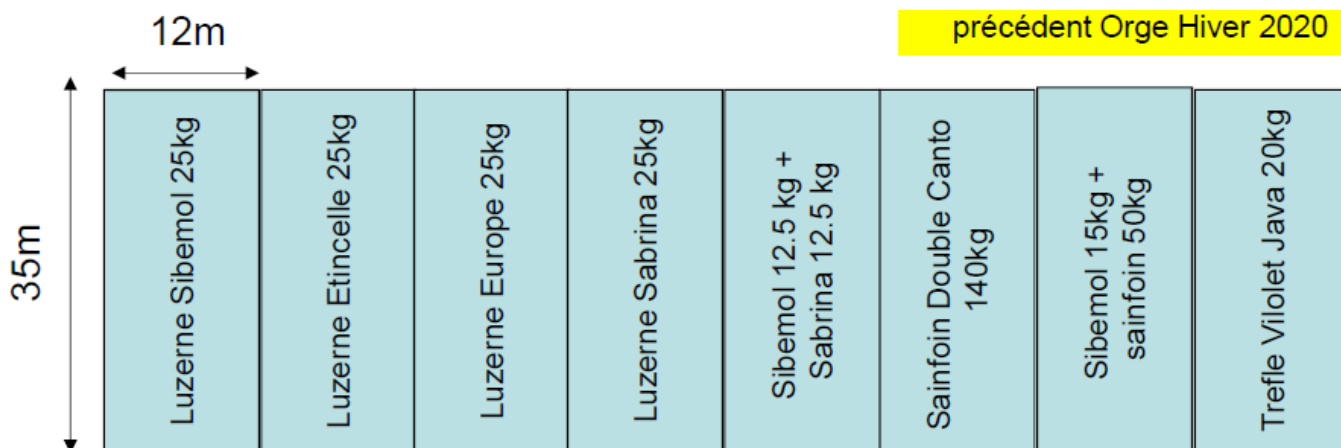 12m
précédent Orge Hiver 2020
35m
Luzerne Sibemol 25kg
Luzerne Etincelle 25kg
Luzerne Europe 25kg
Luzerne Sabrina 25kg
Sibemol 12.5 kg +
Sabrina 12.5 kg
Sainfoin Double Canto
140kg
Sibemol 15kg +
sainfoin 50kg
Trefle Vilolet Java 20kg